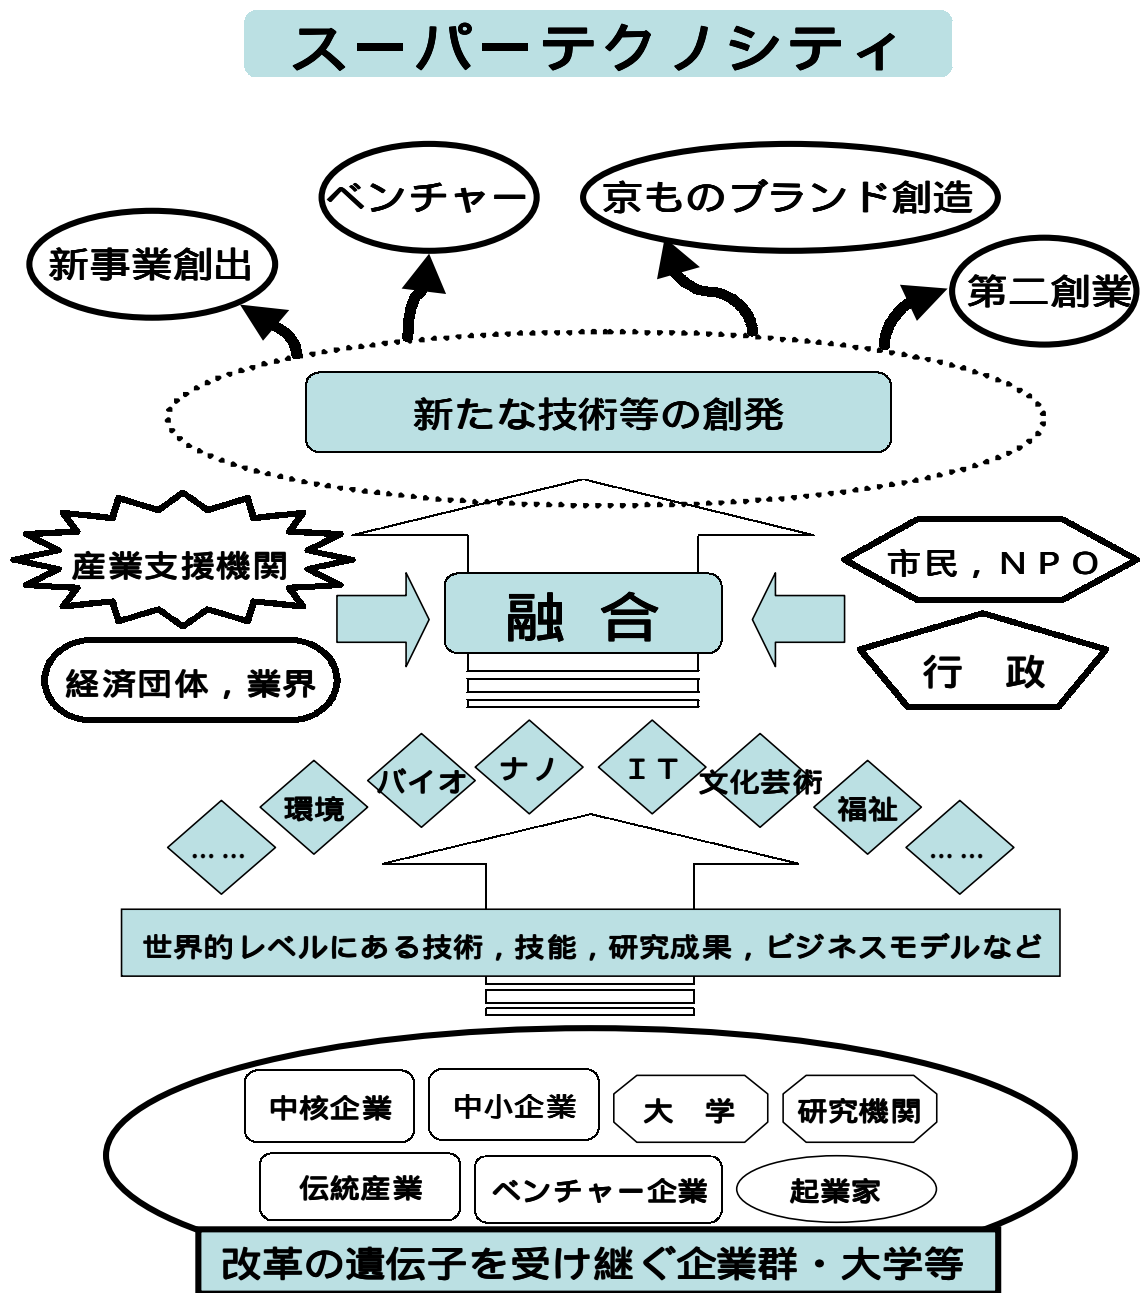 スーパーテクノシティ
ベンチャー
京ものブランド創造
新事業創出
第二創業
新たな技術等の創発
産業支援機関
市民，ＮＰＯ
融 合
経済団体，業界
行　政
ナノ
ＩＴ
バイオ
文化芸術
環境
福祉
……
……
世界的レベルにある技術，技能，研究成果，ビジネスモデルなど
中核企業
中小企業
大　学
研究機関
伝統産業
ベンチャー企業
起業家
改革の遺伝子を受け継ぐ企業群・大学等